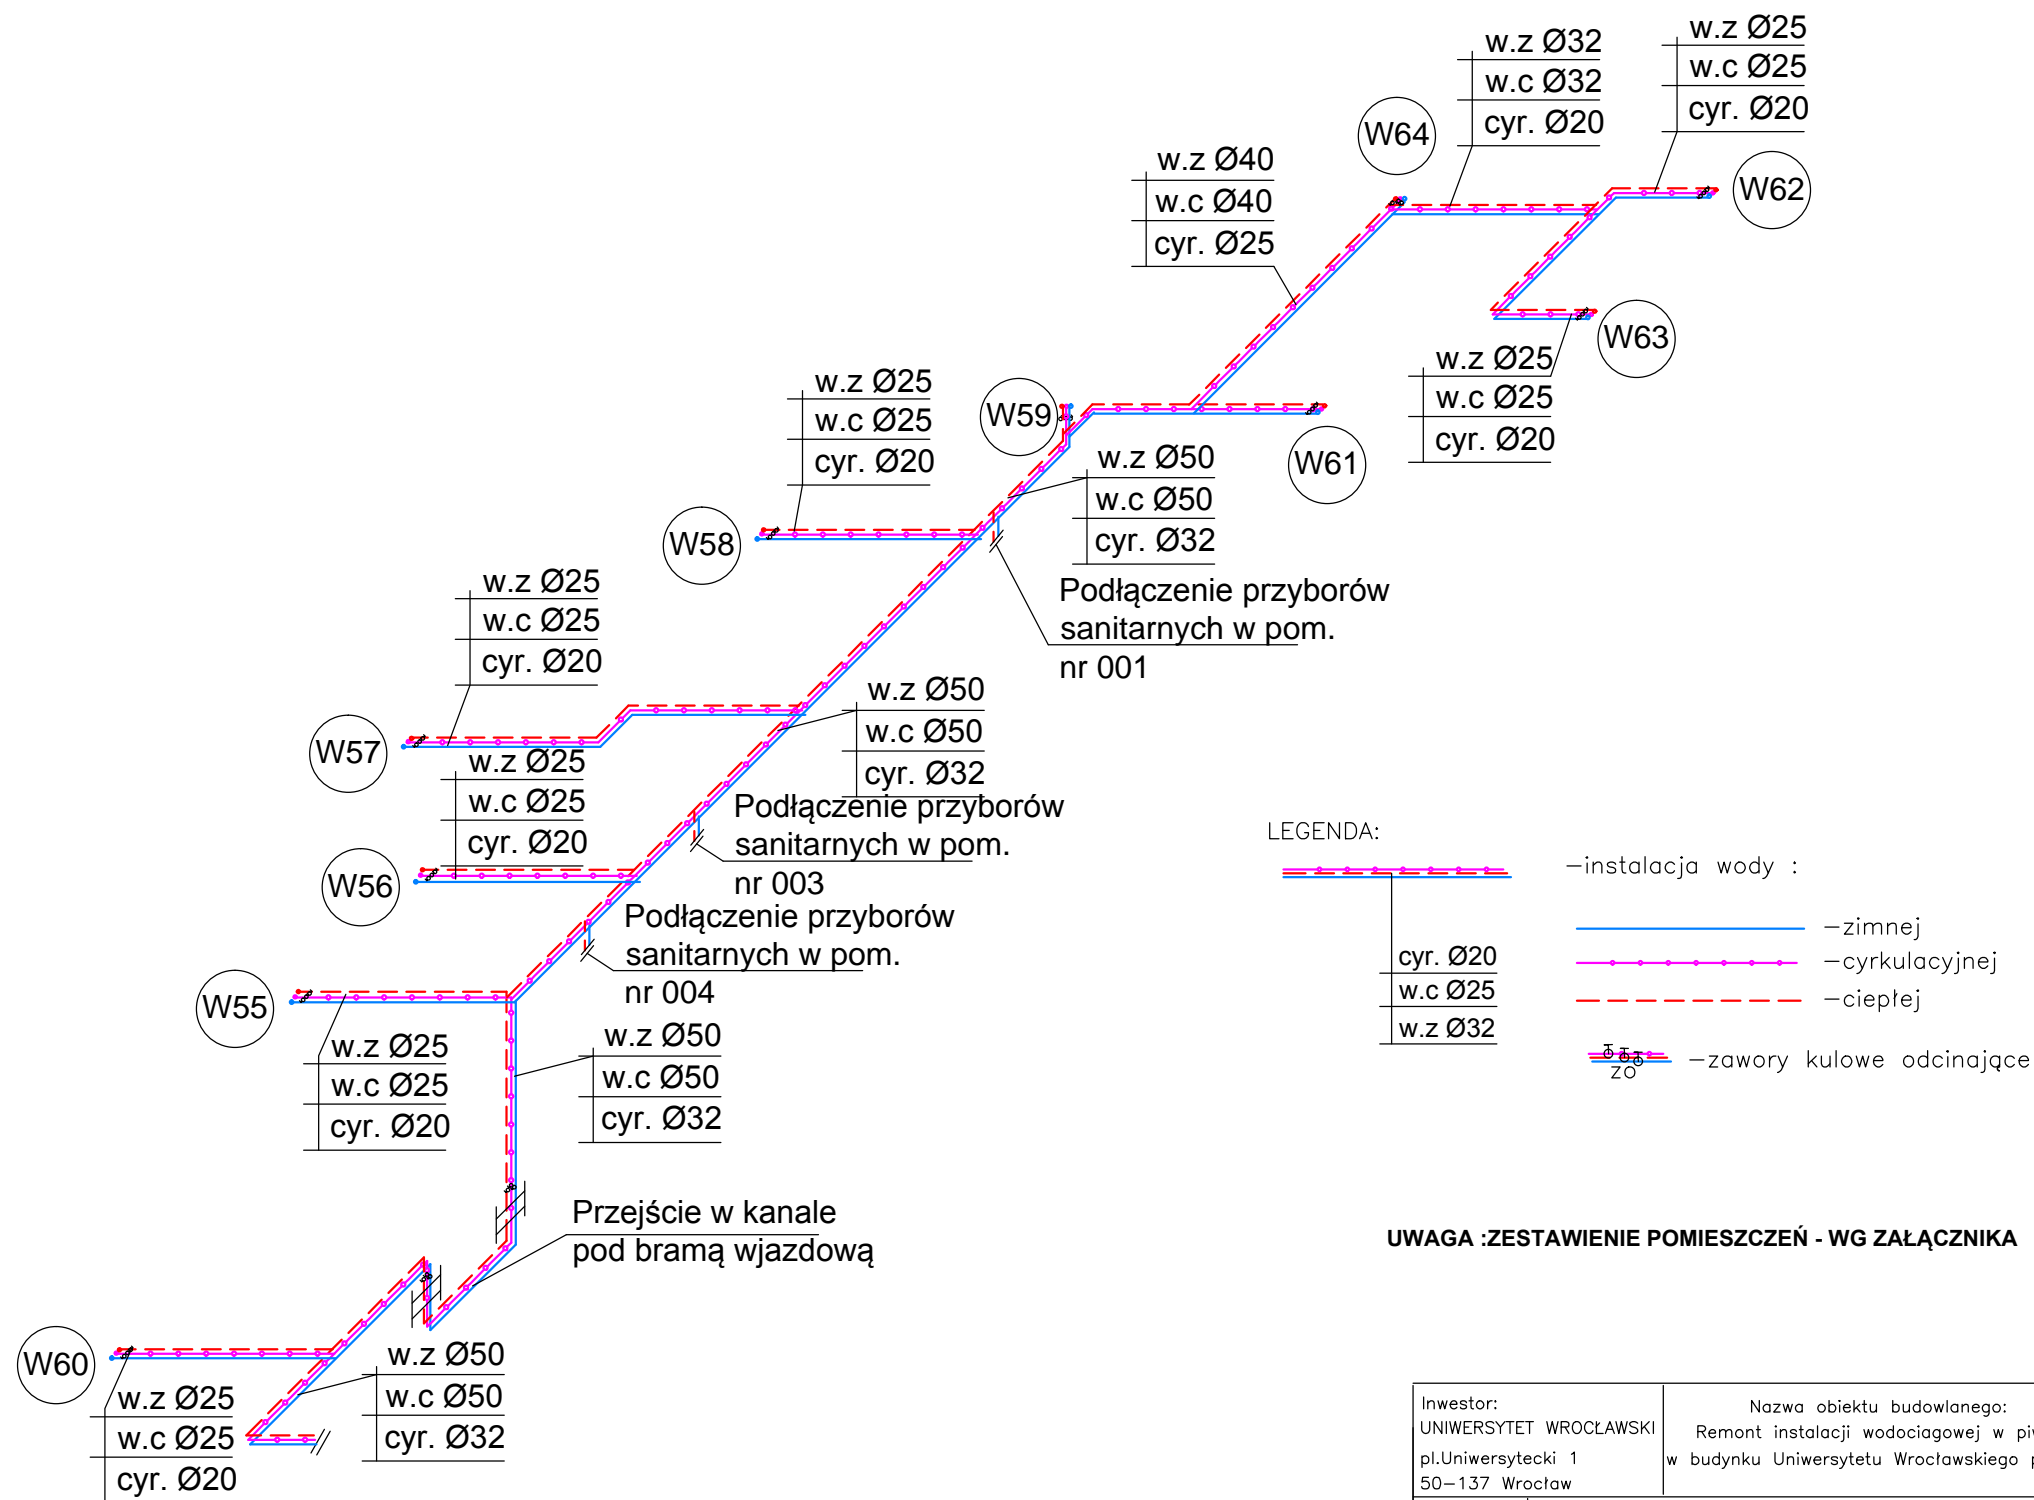 w.z Ø32
w.c Ø32
cyr. Ø20
w.z Ø25
w.c Ø25
cyr. Ø20
W64
W62
w.z Ø40
w.c Ø40
cyr. Ø25
W63
w.z Ø25
w.c Ø25
cyr. Ø20
w.z Ø25
w.c Ø25
cyr. Ø20
W59
W61
w.z Ø50
w.c Ø50
cyr. Ø32
W58
Podłączenie przyborów
sanitarnych w pom.
nr 001
w.z Ø25
w.c Ø25
cyr. Ø20
W57
w.z Ø50
w.c Ø50
cyr. Ø32
w.z Ø25
w.c Ø25
cyr. Ø20
W56
Podłączenie przyborów
sanitarnych w pom.
nr 003
Podłączenie przyborów
sanitarnych w pom.
nr 004
W55
w.z Ø25
w.c Ø25
cyr. Ø20
w.z Ø50
w.c Ø50
cyr. Ø32
LEGENDA:
cyr. Ø20
w.c Ø25
w.z Ø32
-instalacja wody :
-zimnej
-cyrkulacyjnej
-ciepłej
ZO
-zawory kulowe odcinające
Przejście w kanale
pod bramą wjazdową
UWAGA :ZESTAWIENIE POMIESZCZEŃ - WG ZAŁĄCZNIKA
W60
w.z Ø25
w.c Ø25
cyr. Ø20
w.z Ø50
w.c Ø50
cyr. Ø32
Inwestor:
UNIWERSYTET WROCŁAWSKI
pl.Uniwersytecki 1
50-137 Wrocław
Nazwa obiektu budowlanego:
Remont instalacji wodociagowej w
w budynku Uniwersytetu Wrocławskiego